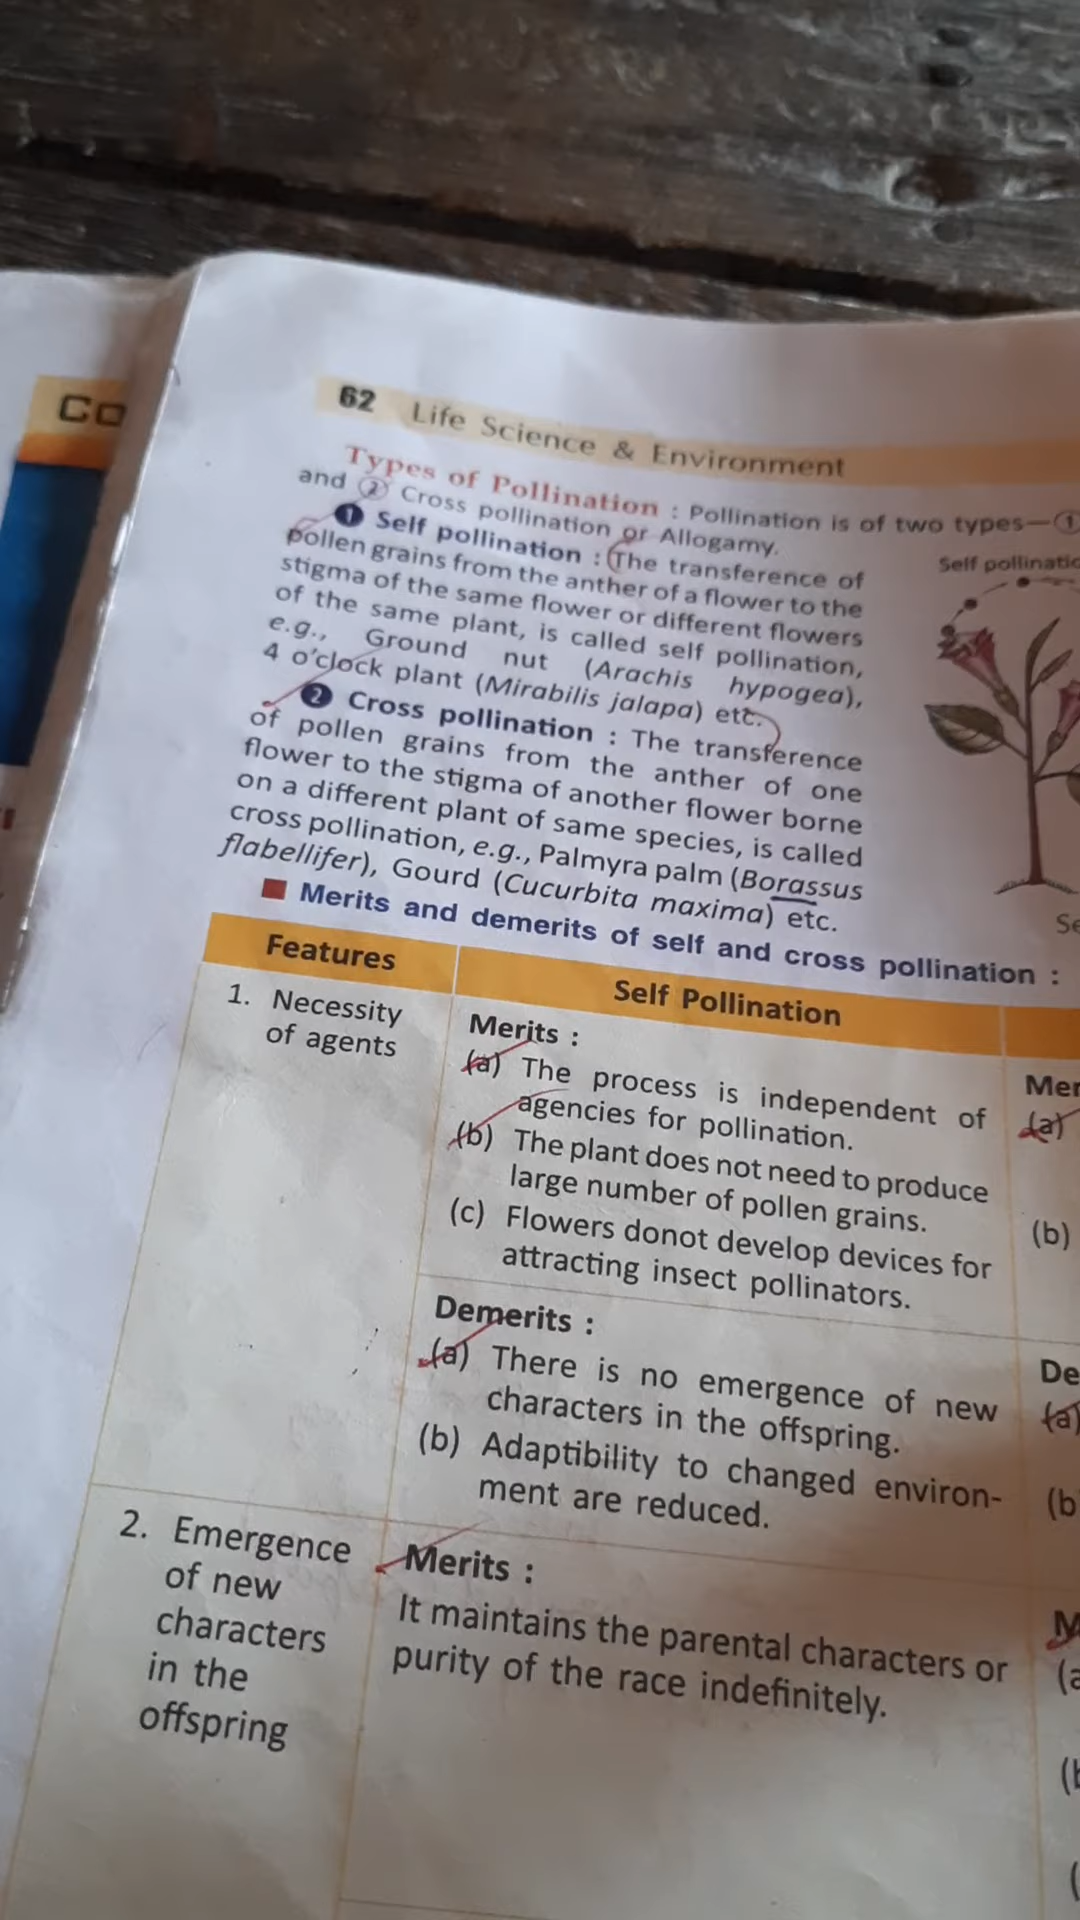 CO
62 Life Science & Environment
Types of Pollination : Pollination is of two types—①
and ② Cross pollination or Allogamy.
❶ Self pollination : The transference of
pollen grains from the anther of a flower to the
stigma of the same flower or different flowers
of the same plant, is called self pollination,
e.g., Ground nut (Arachis hypogea),
4 o'clock plant (Mirabilis jalapa) etc.
❷ Cross pollination : The transference
of pollen grains from the anther of one
flower to the stigma of another flower borne
on a different plant of same species, is called
cross pollination, e.g., Palmyra palm (Borassus
flabellifer), Gourd (Cucurbita maxima) etc.
Self pollinatio
Se
Merits and demerits of self and cross pollination :
Features
Self Pollination
1. Necessity
of agents
Merits :
(a) The process is independent of
agencies for pollination.
(b) The plant does not need to produce
large number of pollen grains.
(c) Flowers donot develop devices for
attracting insect pollinators.
Demerits :
(a) There is no emergence of new
characters in the offspring.
(b) Adaptibility to changed environ-
ment are reduced.
2. Emergence
of new
characters
in the
offspring
Merits :
It maintains the parental characters or
purity of the race indefinitely.
Mer
(a)
(b)
De
(a)
(b
M
(a
(b
(